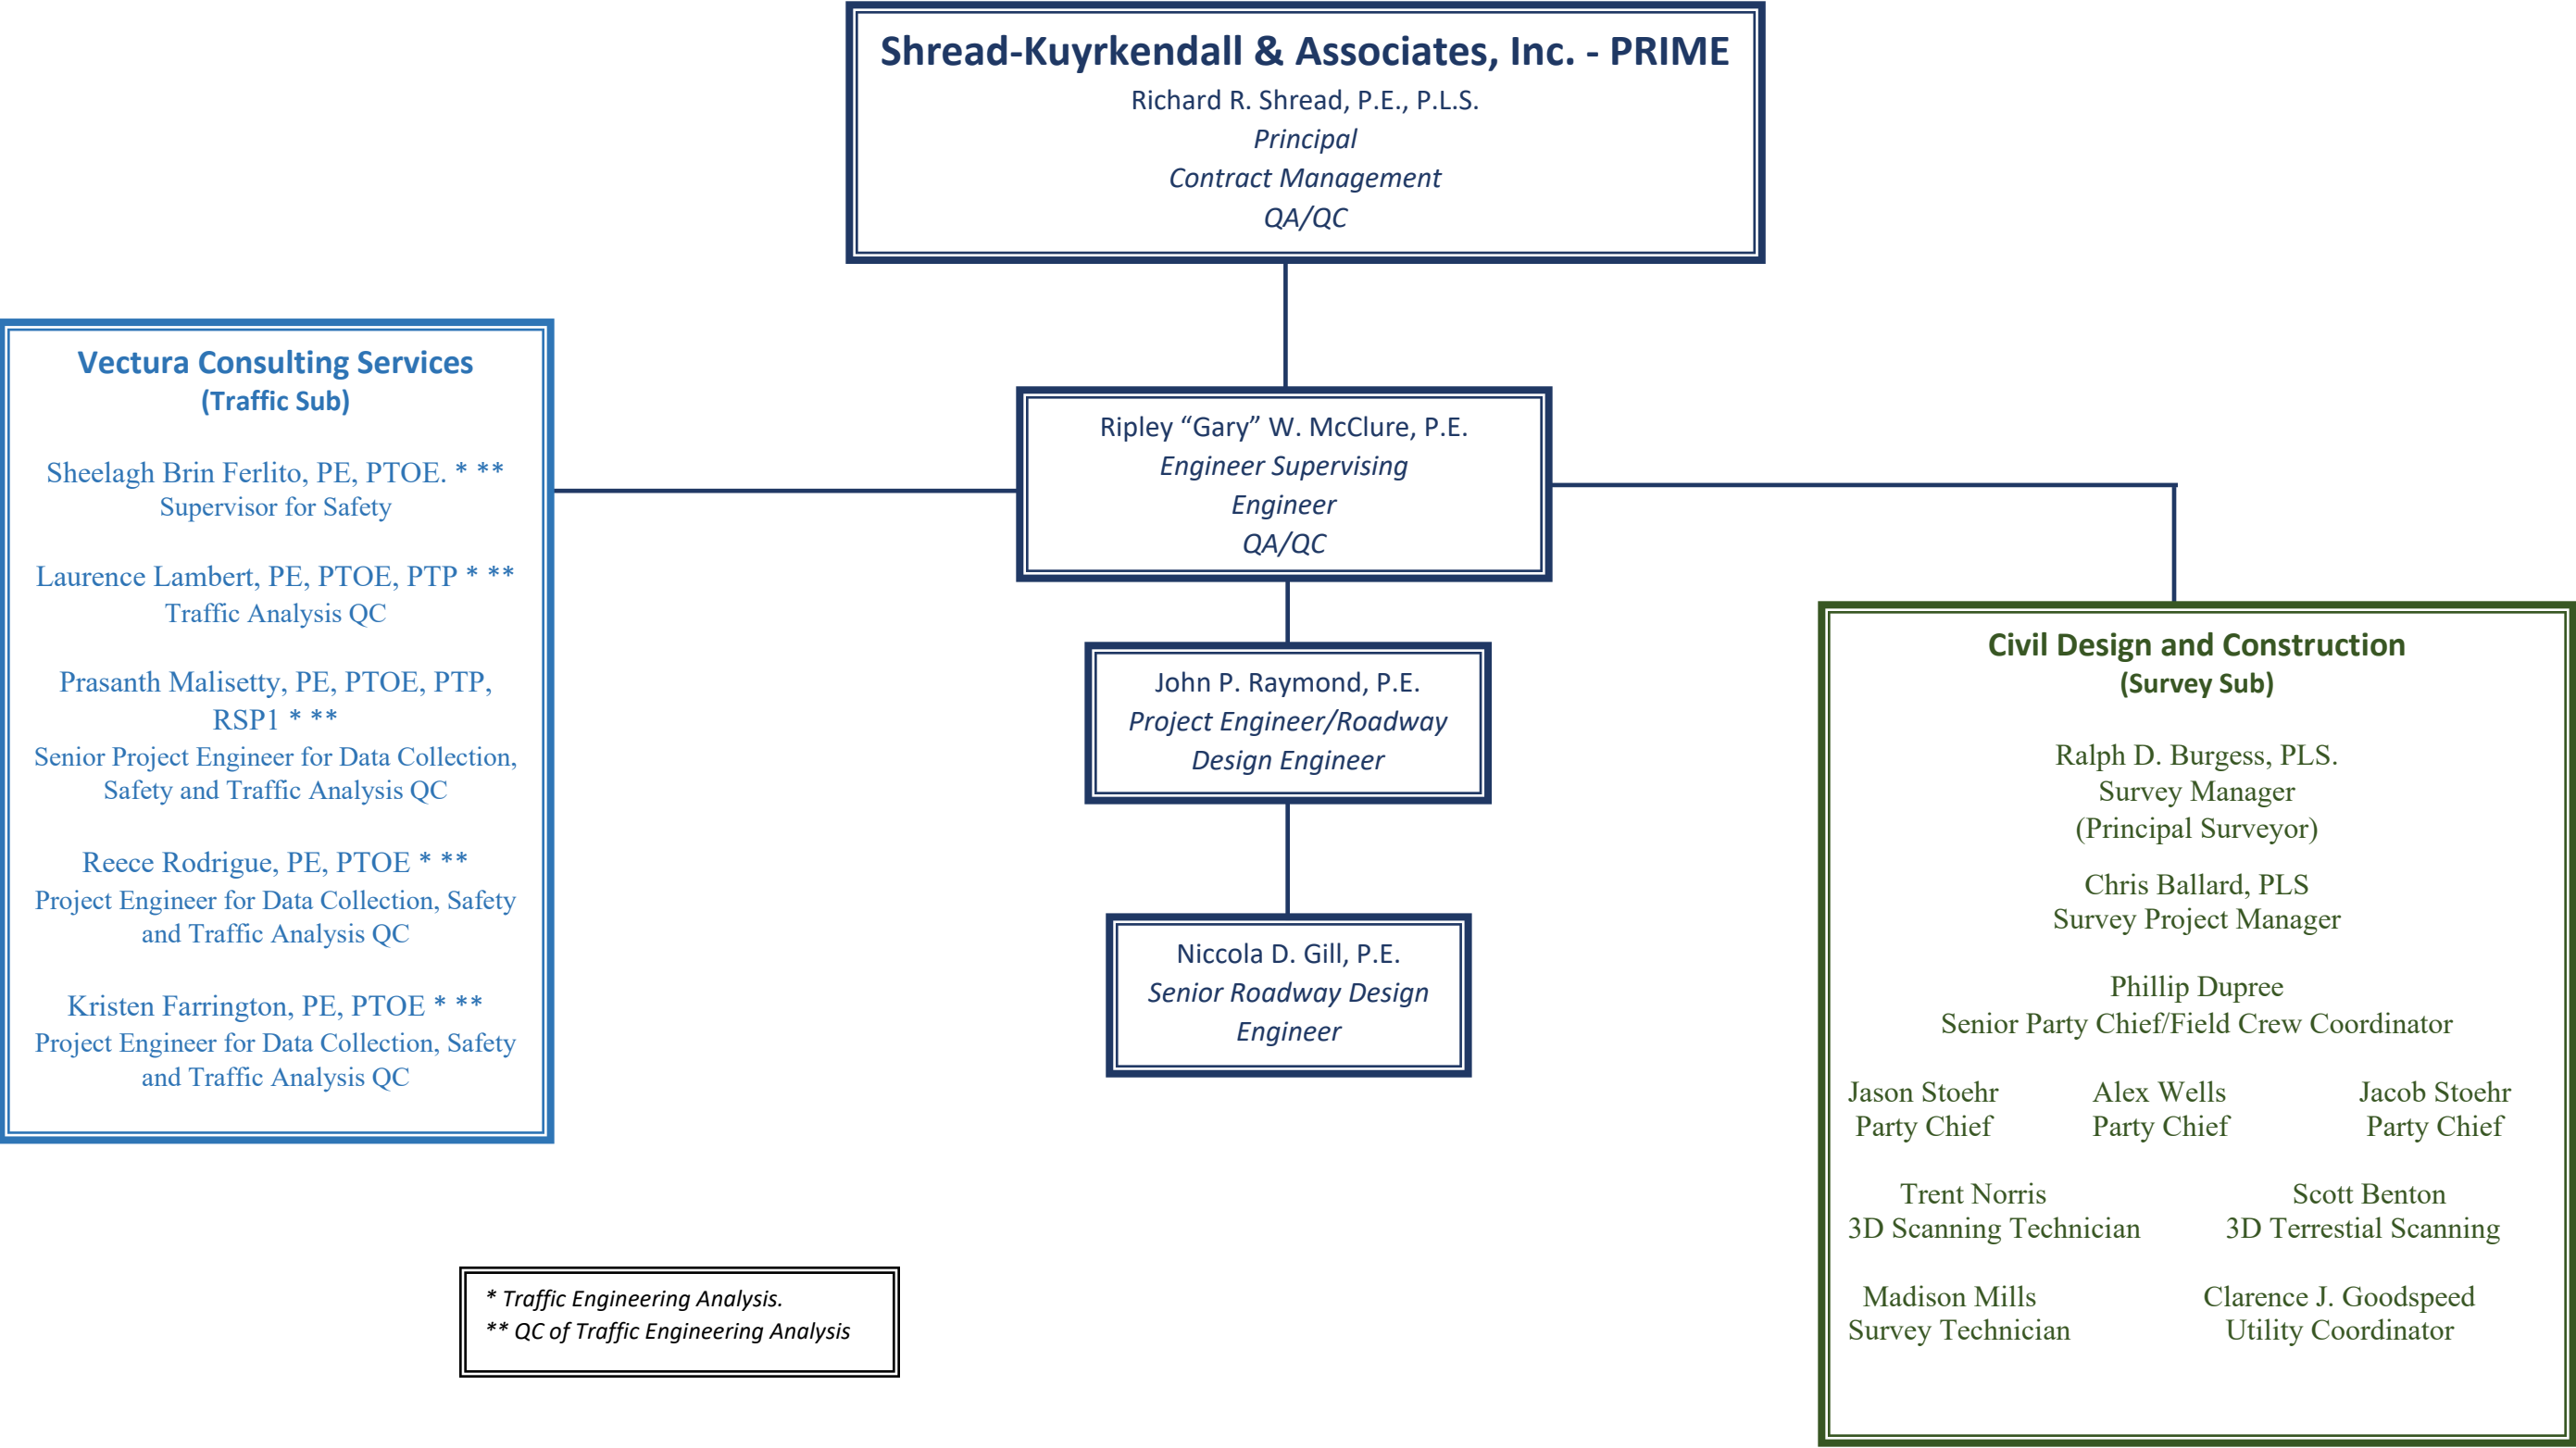 Shread-Kuyrkendall & Associates, Inc. - PRIME
Richard R. Shread, P.E., P.L.S.
Principal
Contract Management
QA/QC
Vectura Consulting Services
(Traffic Sub)
Sheelagh Brin Ferlito, PE, PTOE. * **
Supervisor for Safety
Laurence Lambert, PE, PTOE, PTP * **
Traffic Analysis QC
Prasanth Malisetty, PE, PTOE, PTP,
RSP1 * **
Senior Project Engineer for Data Collection,
Safety and Traffic Analysis QC
Reece Rodrigue, PE, PTOE * **
Project Engineer for Data Collection, Safety
and Traffic Analysis QC
Kristen Farrington, PE, PTOE * **
Project Engineer for Data Collection, Safety
and Traffic Analysis QC
Ripley “Gary” W. McClure, P.E.
Engineer Supervising
Engineer
QA/QC
John P. Raymond, P.E.
Project Engineer/Roadway
Design Engineer
Niccola D. Gill, P.E.
Senior Roadway Design
Engineer
Civil Design and Construction
(Survey Sub)
Ralph D. Burgess, PLS.
Survey Manager
(Principal Surveyor)
Chris Ballard, PLS
Survey Project Manager
Phillip Dupree
Senior Party Chief/Field Crew Coordinator
Jason Stoehr Alex Wells Jacob Stoehr
Party Chief Party Chief Party Chief
Trent Norris Scott Benton
3D Scanning Technician 3D Terrestial Scanning
Madison Mills Clarence J. Goodspeed
Survey Technician Utility Coordinator
* Traffic Engineering Analysis.
** QC of Traffic Engineering Analysis